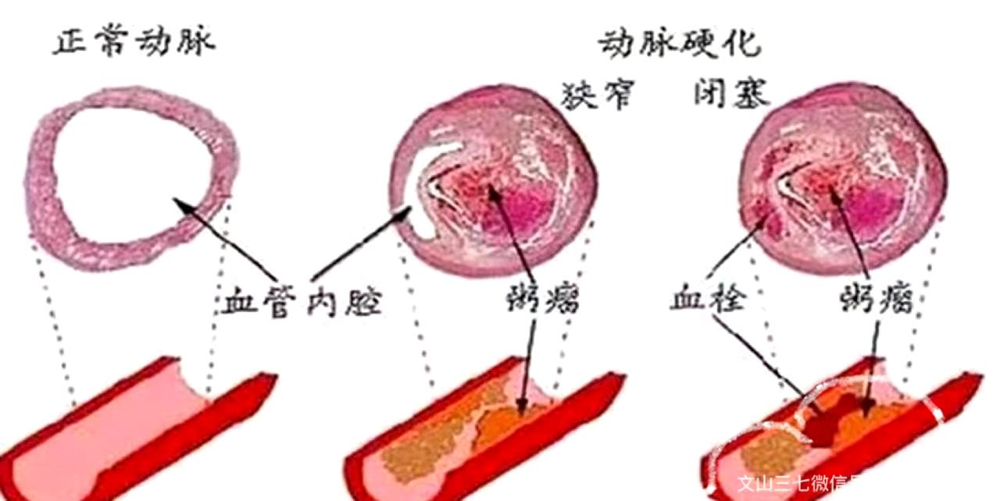 正常动脉
动脉硬化
狭窄 闭塞
血管内腔
粥瘤
血栓
粥瘤
文山三七微信